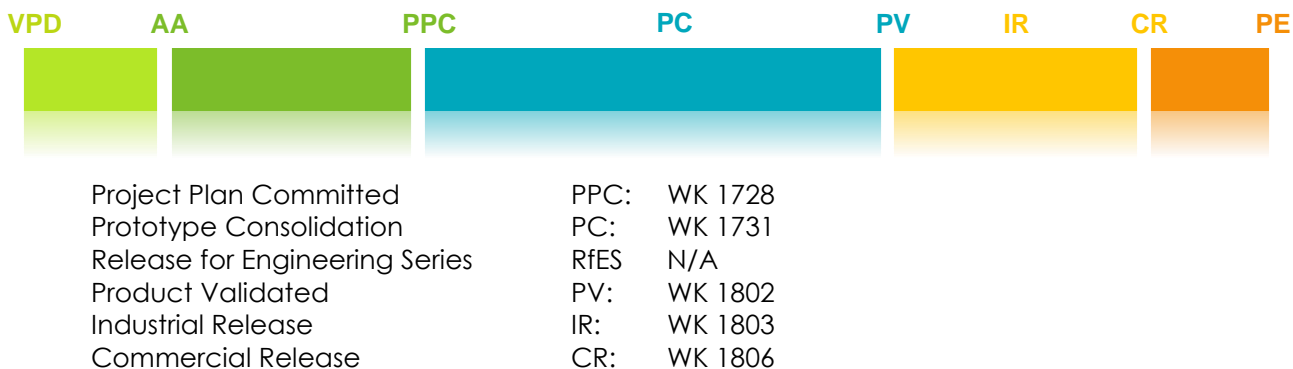 VPD AA PPC PC PV IR CR PE
Project Plan Committed PPC: WK 1728
Prototype Consolidation PC: WK 1731
Release for Engineering Series RfES N/A
Product Validated PV: WK 1802
Industrial Release IR: WK 1803
Commercial Release CR: WK 1806